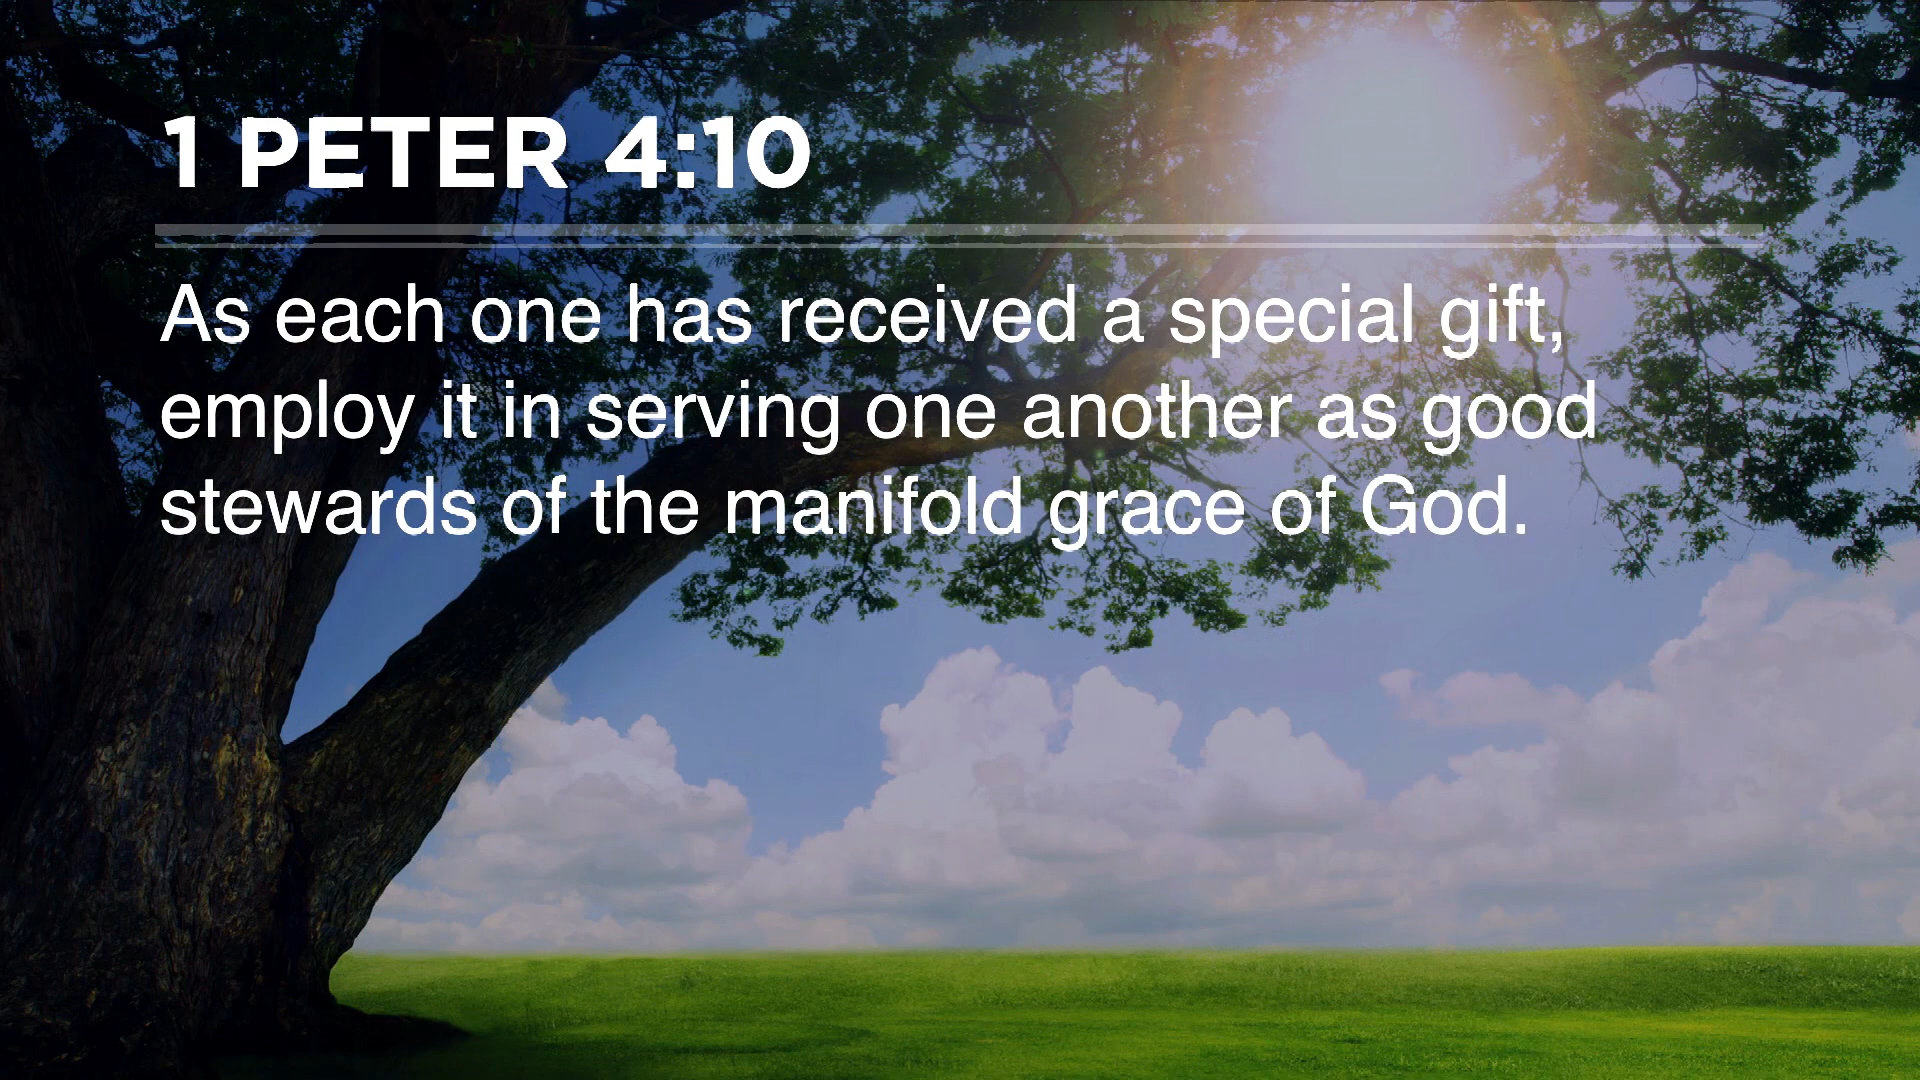 1 PETER 4:10
As each one has received a special gift,
employ it in serving one another as good
stewards of the manifold grace of God.